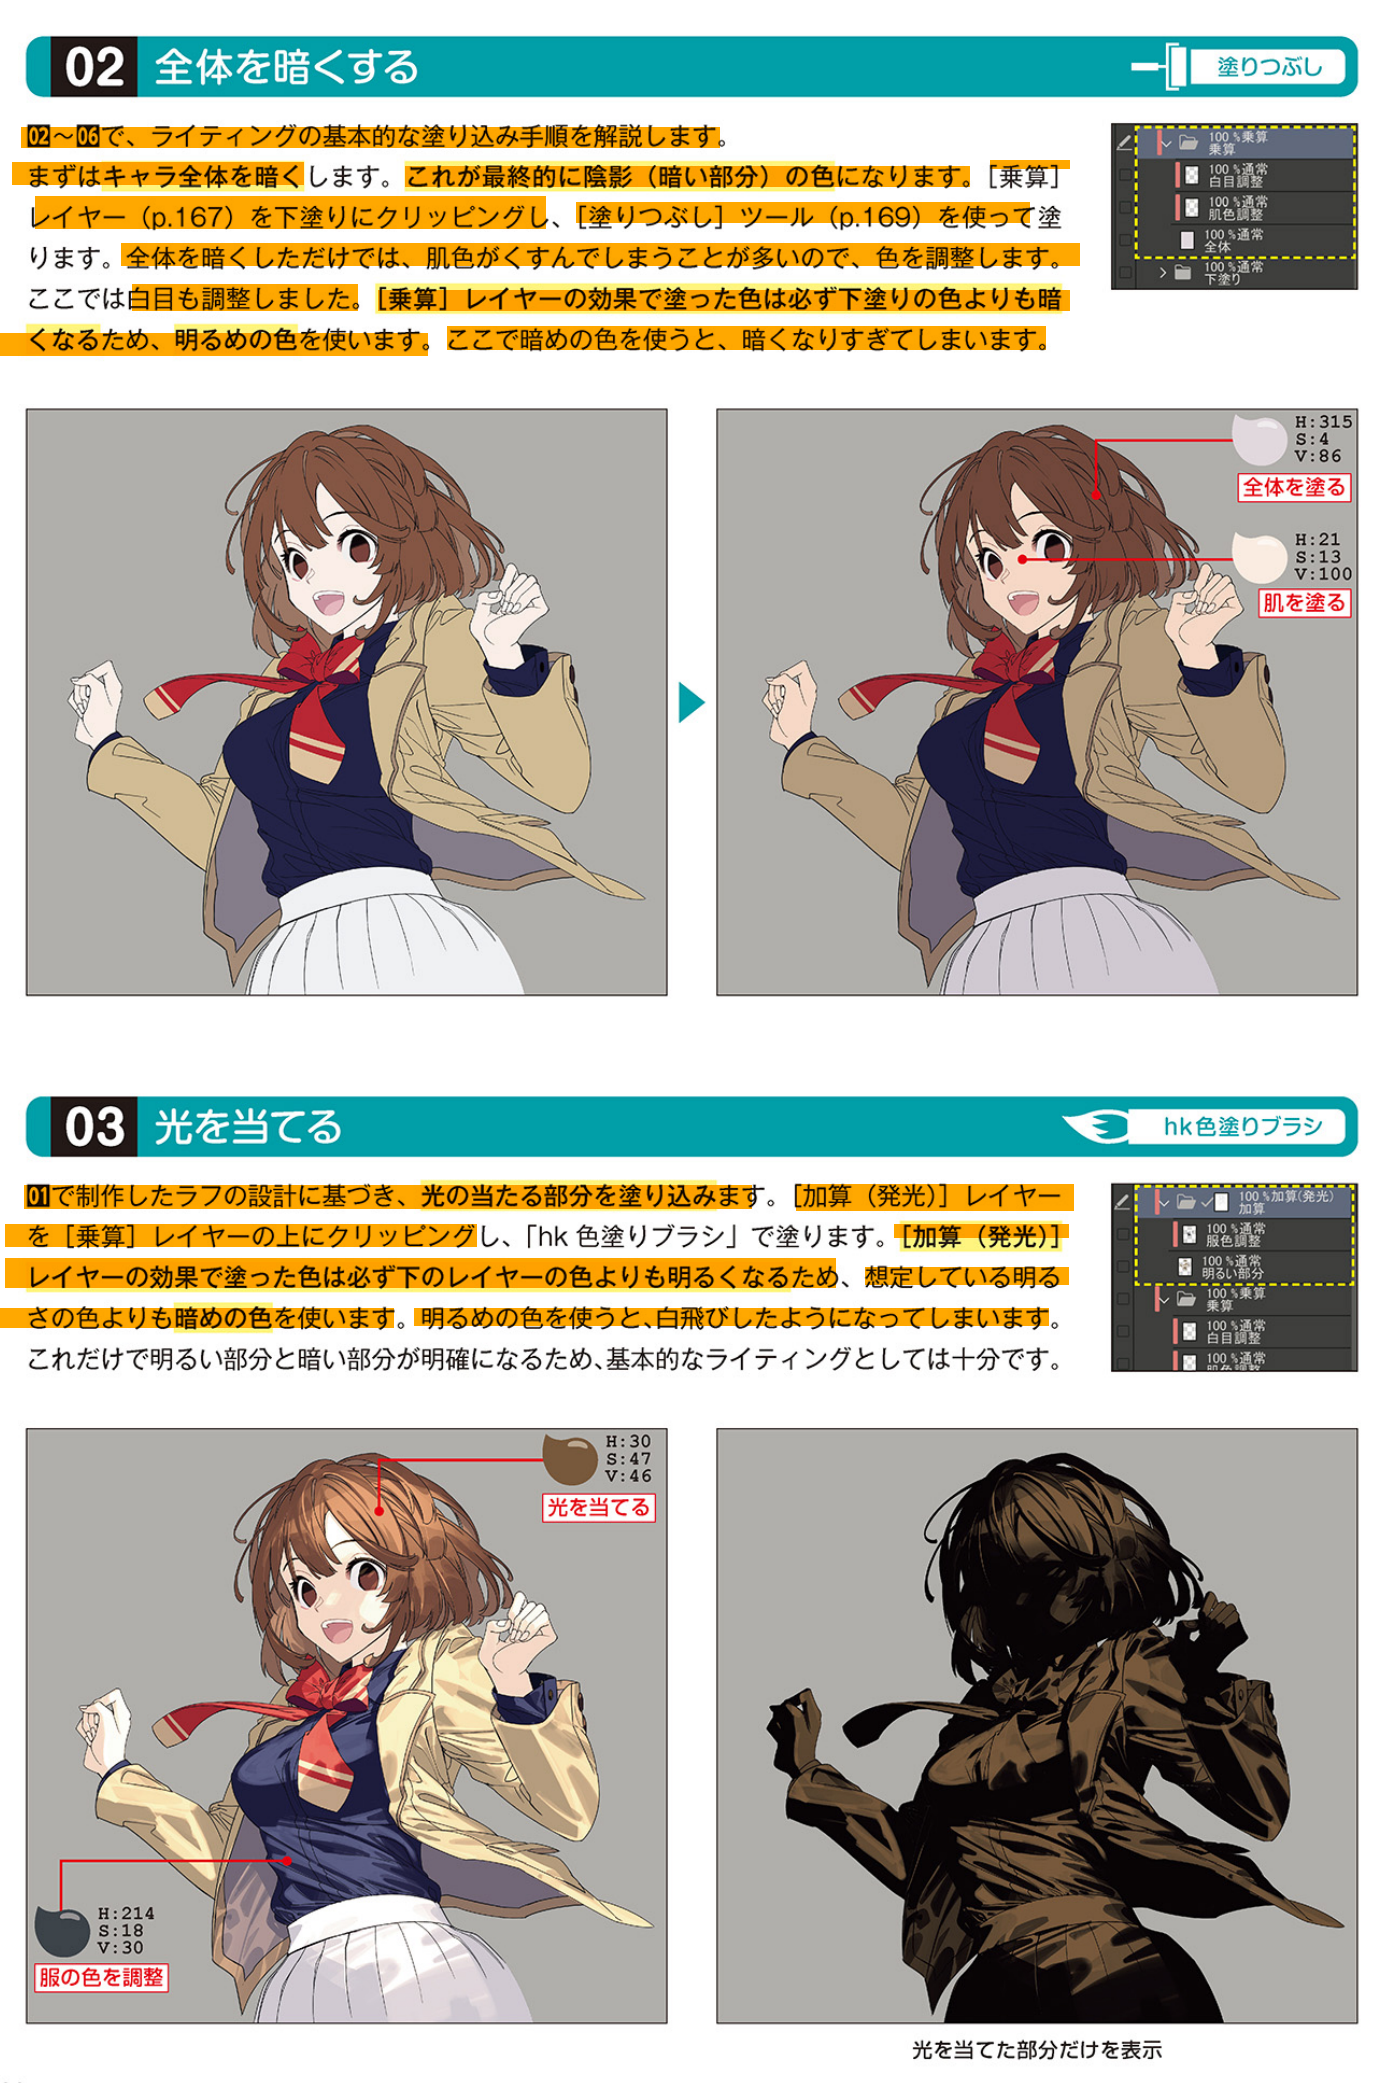 02 全体を暗くする
塗りつぶし
02～06で、ライティングの基本的な塗り込み手順を解説します。
まずはキャラ全体を暗くします。これが最終的に陰影（暗い部分）の色になります。［乗算］
レイヤー（p.167）を下塗りにクリッピングし、［塗りつぶし］ツール（p.169）を使って塗
ります。全体を暗くしただけでは、肌色がくすんでしまうことが多いので、色を調整します。
ここでは白目も調整しました。［乗算］レイヤーの効果で塗った色は必ず下塗りの色よりも暗
くなるため、明るめの色を使います。ここで暗めの色を使うと、暗くなりすぎてしまいます。
100 %乗算
乗算
100 %通常
白目調整
100 %通常
肌色調整
100 %通常
全体
100 %通常
下塗り
H:315
S:4
V:86
全体を塗る
H:21
S:13
V:100
肌を塗る
03 光を当てる
hk色塗りブラシ
01で制作したラフの設計に基づき、光の当たる部分を塗り込みます。［加算（発光）］レイヤー
を［乗算］レイヤーの上にクリッピングし、「hk 色塗りブラシ」で塗ります。［加算（発光）］
レイヤーの効果で塗った色は必ず下のレイヤーの色よりも明るくなるため、想定している明る
さの色よりも暗めの色を使います。明るめの色を使うと、白飛びしたようになってしまいます。
これだけで明るい部分と暗い部分が明確になるため、基本的なライティングとしては十分です。
100 %加算(発光)
加算
100 %通常
服色調整
100 %通常
明るい部分
100 %乗算
乗算
100 %通常
白目調整
100 %通常
肌色調整
H:30
S:47
V:46
光を当てる
H:214
S:18
V:30
服の色を調整
光を当てた部分だけを表示